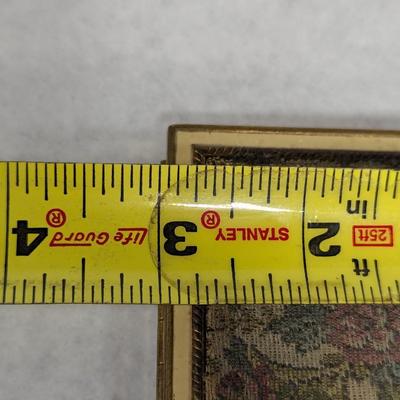 ft
25ft
in
2
STANLEY®
3
Life Guard®
4